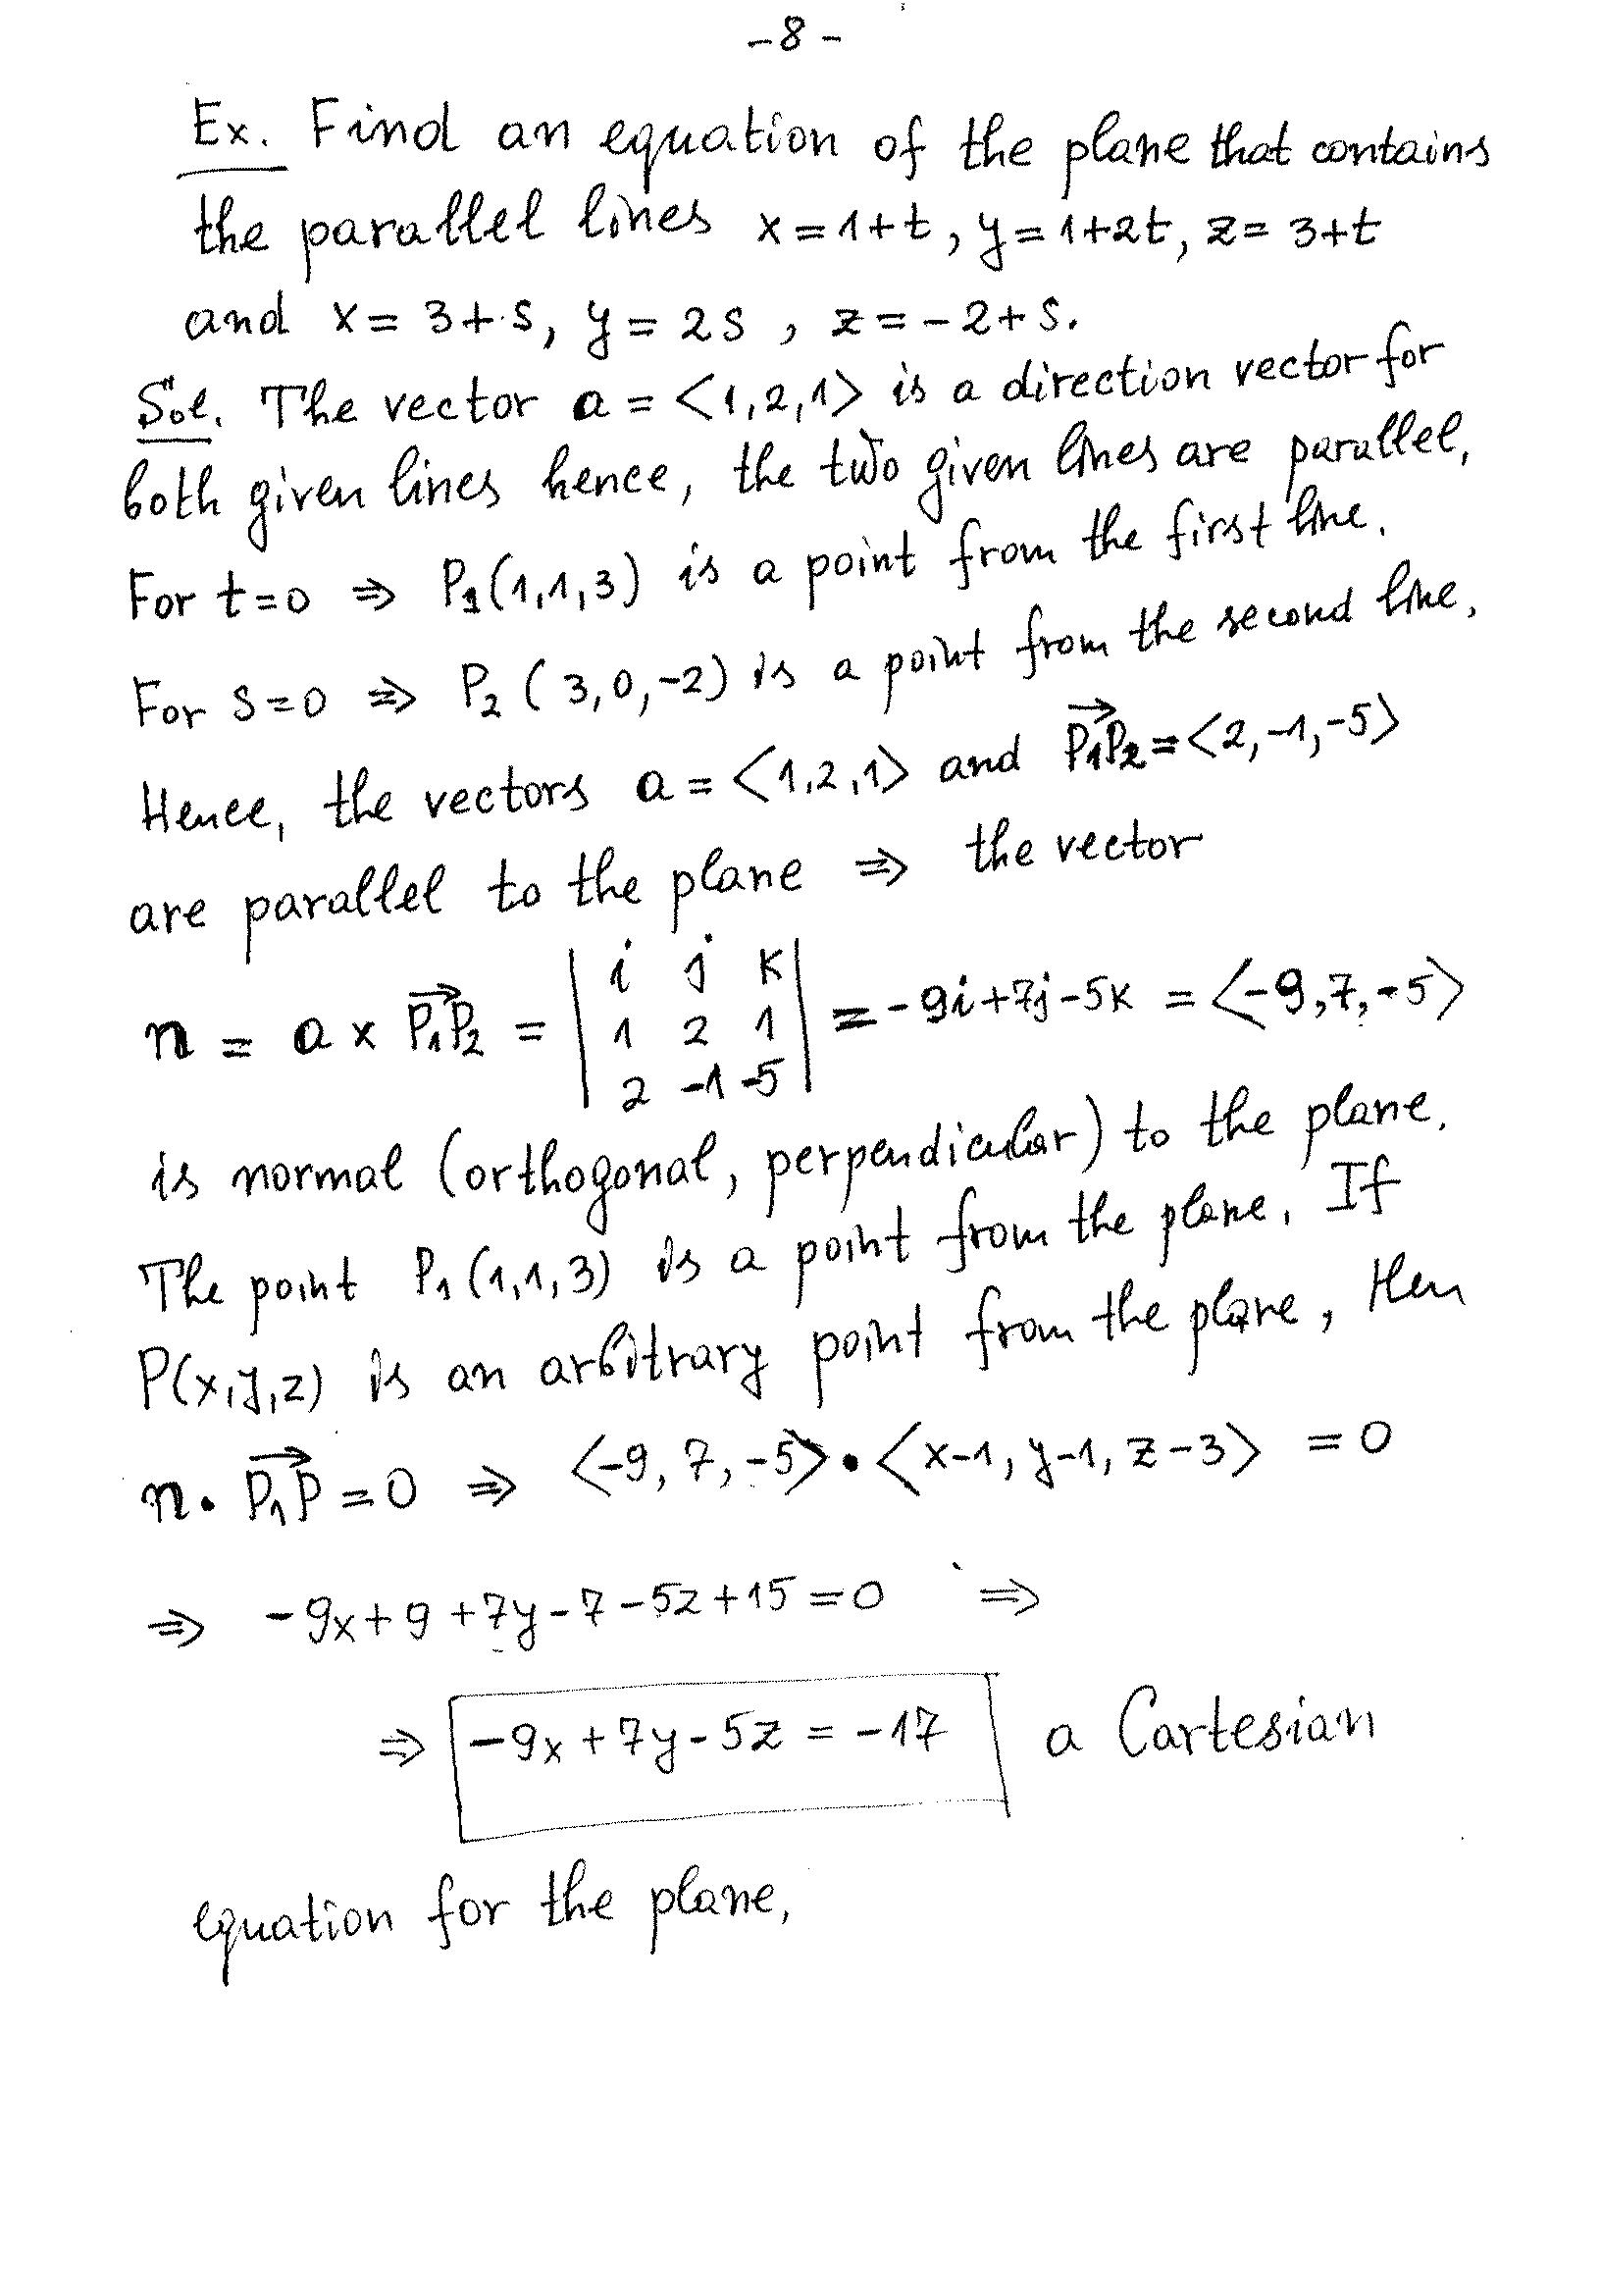 -8-
Ex. Find an equation of the plane that contains
the parallel lines x=1+t, y=1+2t, z=3+t
and x=3+s, y=2s, z=-2+s.
Sol. The vector a=<1,2,1> is a direction vector for
both given lines hence, the two given lines are parallel,
For t=0 ⇒ P₁(1,1,3) is a point from the first line.
For s=0 ⇒ P₂(3,0,-2) is a point from the second line,
Hence, the vectors a=<1,2,1> and P₁P₂=<2,-1,-5>
are parallel to the plane ⇒ the vector
n = a × P₁P₂ = | i j k |
| 1 2 1 | = -9i+7j-5k = <-9,7,-5>
| 2 -1 -5 |
is normal (orthogonal, perpendicular) to the plane.
The point P₁(1,1,3) is a point from the plane. If
P(x,y,z) is an arbitrary point from the plane, then
n • P₁P=0 ⇒ <-9,7,-5>•<x-1,y-1,z-3> =0
⇒ -9x+9+7y-7-5z+15=0 ⇒
⇒ -9x+7y-5z=-17 a Cartesian
equation for the plane,